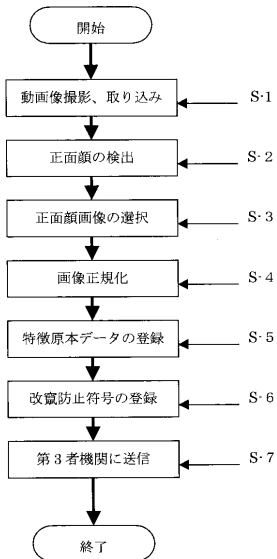 開始
動画像撮影、取り込み S-1
正面顔の検出 S-2
正面顔画像の選択 S-3
画像正規化 S-4
特徴原本データの登録 S-5
改竄防止符号の登録 S-6
第3者機関に送信 S-7
終了